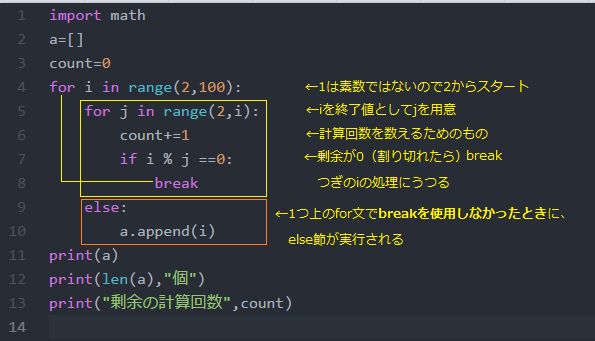 1 import math
2 a=[]
3 count=0
4 for i in range(2,100): ←1は素数ではないので2からスタート
5 for j in range(2,i): ←iを終了値としてjを用意
6 count+=1 ←計算回数を数えるためのもの
7 if i % j ==0: ←剰余が0（割り切れたら）break
8 break つぎのiの処理にうつる
9 else: ←1つ上のfor文でbreakを使用しなかったときに、
10 a.append(i) else節が実行される
11 print(a)
12 print(len(a),"個")
13 print("剰余の計算回数",count)
14